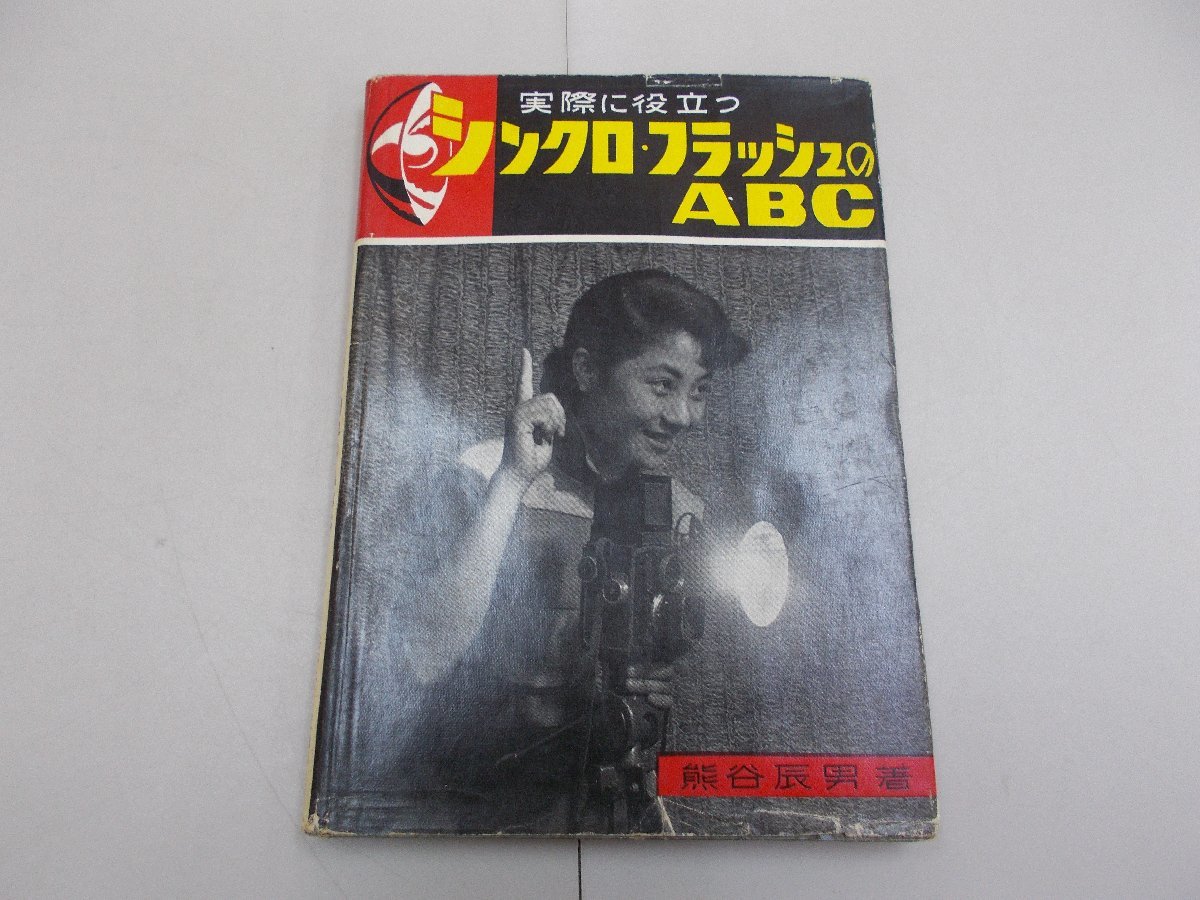 実際に役立つ
シンクロ・フラッシュの
ABC
熊谷辰男著